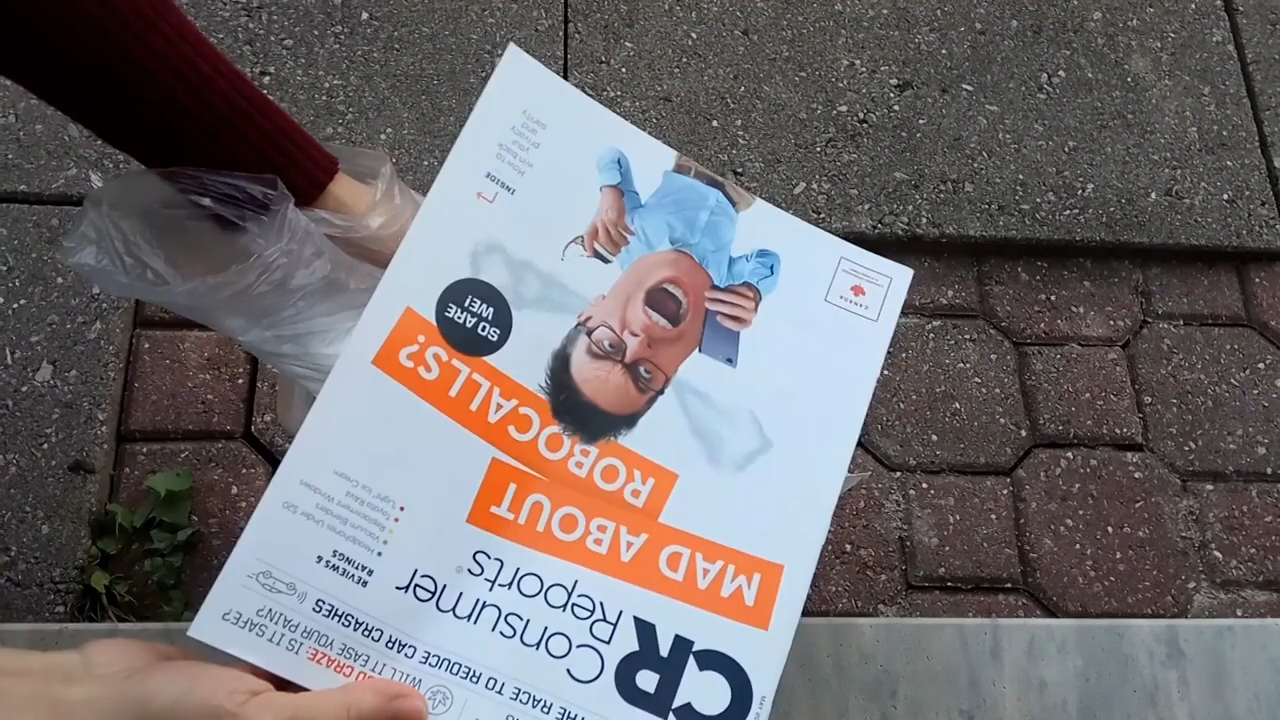 WILL IT EASE YOUR PAIN?
IS IT SAFE?
THE RACE TO REDUCE CAR CRASHES
CR Consumer
Reports®
MAD ABOUT
ROBOCALLS?
SO ARE
WE!
REVIEWS &
RATINGS
Headphones Under $20
Vacuum Blenders
Replacement Windows
Toyota RAV4
"Light" Ice Cream
INSIDE
How to
win back
your
privacy
and
sanity
CANADA